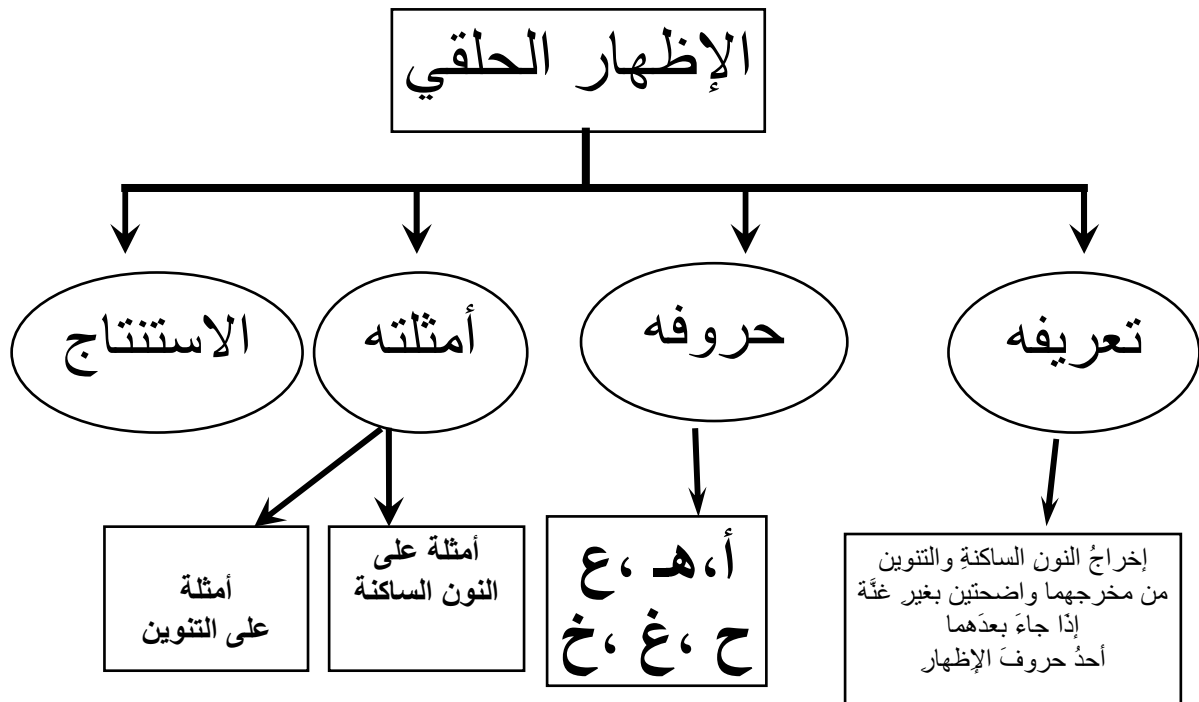 الإظهار الحلقي
تعريفه
حروفه
أمثلته
الاستنتاج
إخراجُ النونِ الساكنةِ والتنوين
من مخرجهما واضحتين بغيرِ غنَّة
إذَا جاءَ بعدَهما
أحدُ حروفَ الإظهارِ
أ، هـ ،ع
ح ،غ ،خ
أمثلة على
النون الساكنة
أمثلة
على التنوين